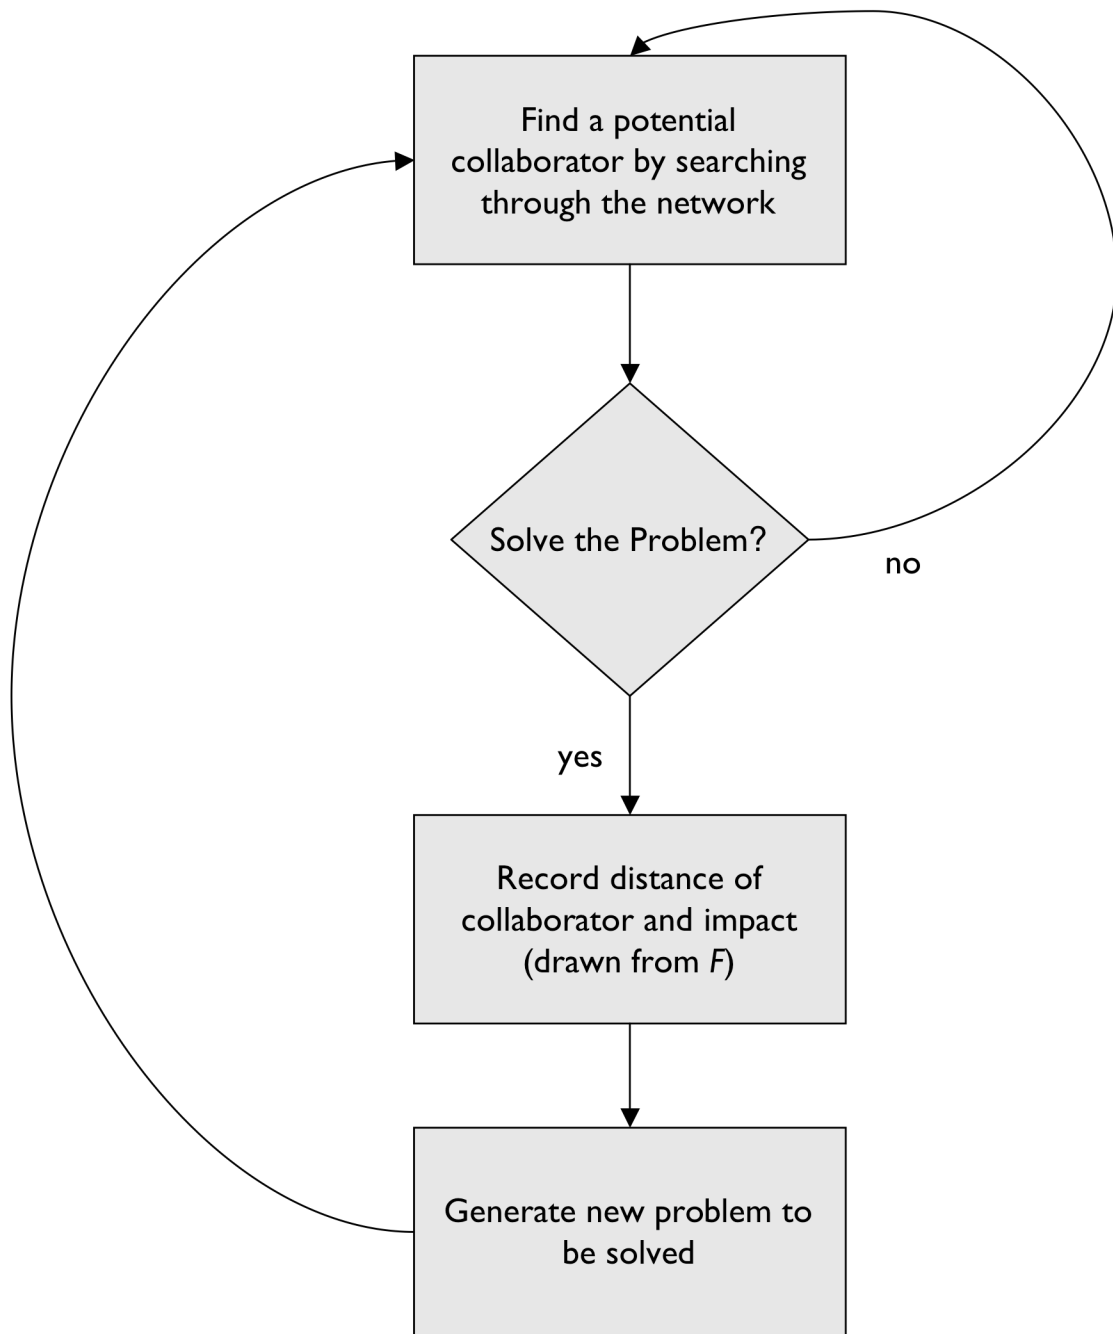 Find a potential
collaborator by searching
through the network
Solve the Problem?
no
yes
Record distance of
collaborator and impact
(drawn from F)
Generate new problem to
be solved